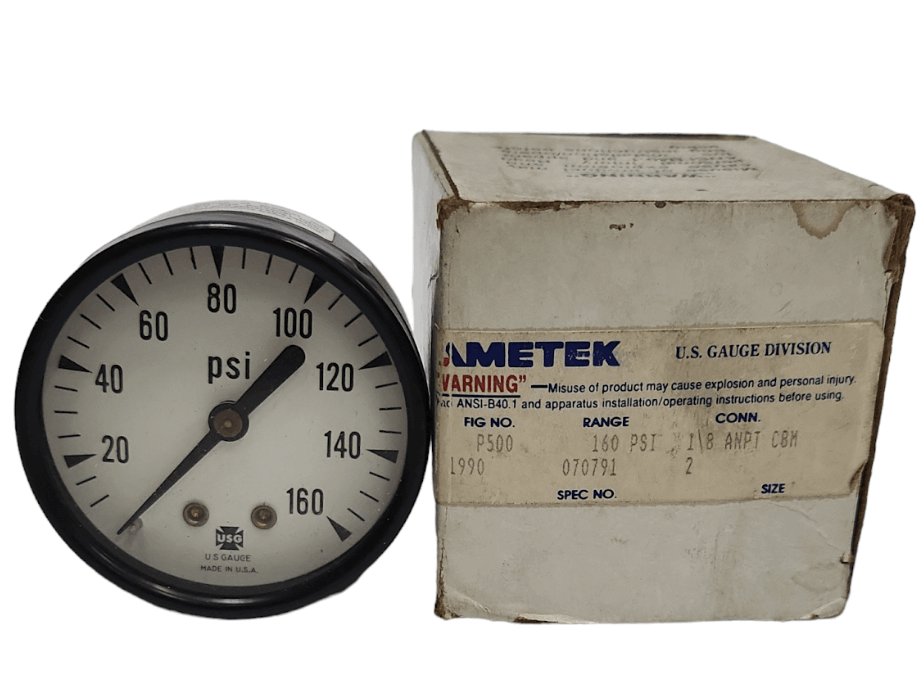 80
60
100
psi
40
120
20
140
160
USG
U S GAUGE
MADE IN U.S.A.
WARNING
AMETEK U.S. GAUGE DIVISION
WARNING" —Misuse of product may cause explosion and personal injury.
ANSI-B40.1 and apparatus installation/operating instructions before using.
FIG NO. RANGE CONN.
P500 160 PSI 1\8 ANPT CBM
1990 070791 2
SPEC NO. SIZE